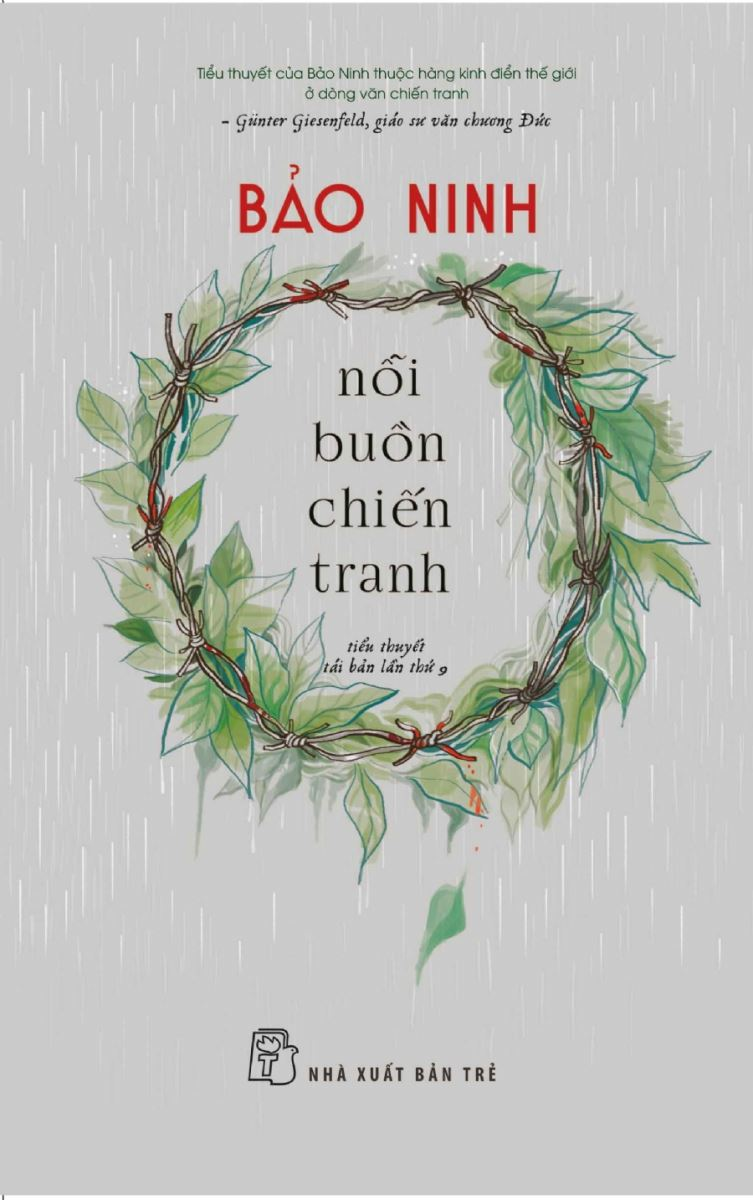 Tiểu thuyết của Bảo Ninh thuộc hàng kinh điển thế giới
ở dòng văn chiến tranh
– Günter Giesenfeld, giáo sư văn chương Đức
BẢO NINH
nỗi
buồn
chiến
tranh
tiểu thuyết
tái bản lần thứ 9
T
NHÀ XUẤT BẢN TRẺ